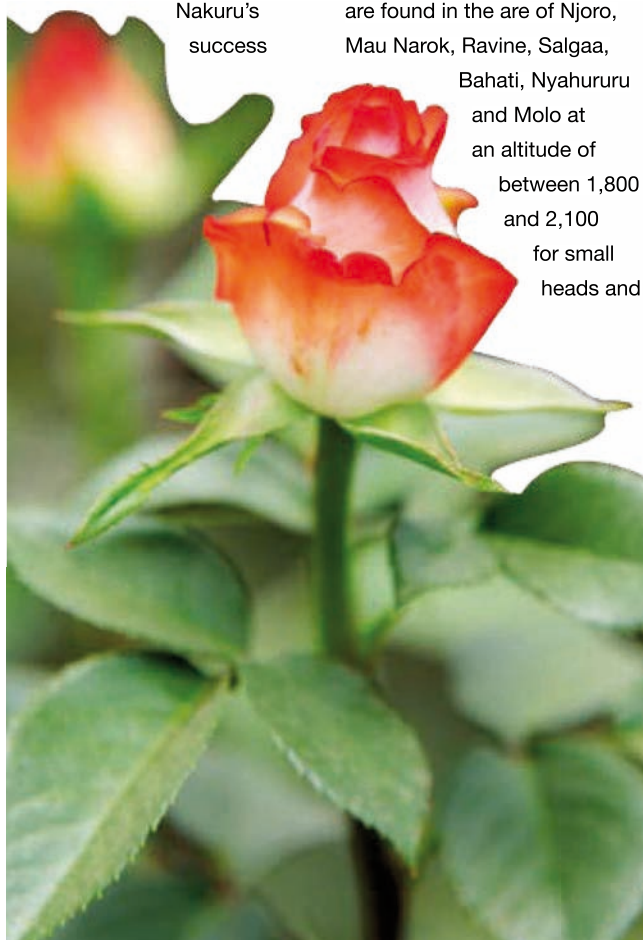 Nakuru’s
success
are found in the are of Njoro,
Mau Narok, Ravine, Salgaa,
Bahati, Nyahururu
and Molo at
an altitude of
between 1,800
and 2,100
for small
heads and